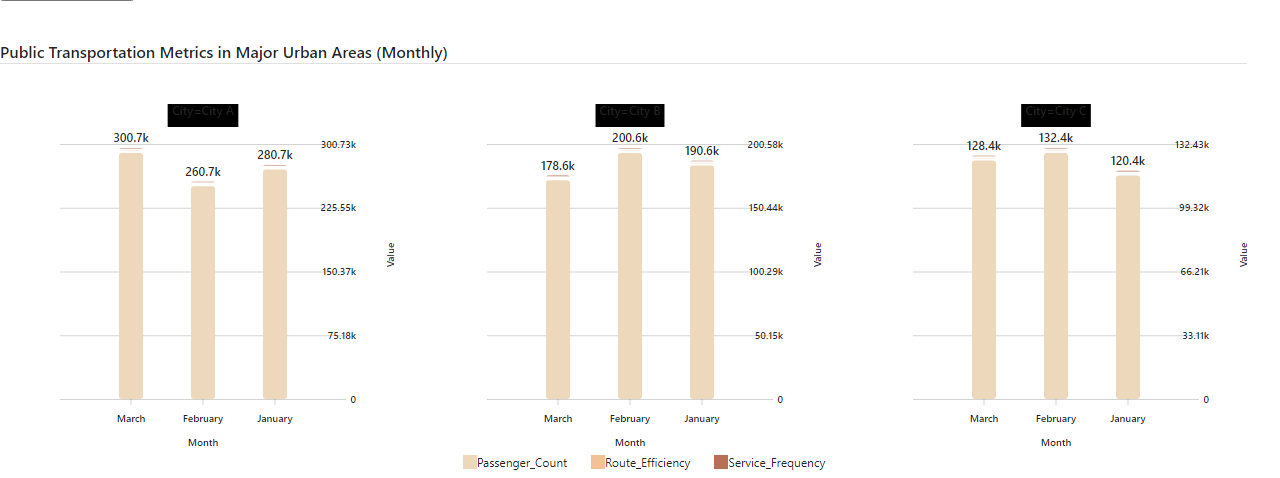 Public Transportation Metrics in Major Urban Areas (Monthly)
City=City A
300.7k
260.7k
280.7k
300.73k
225.55k
150.37k
75.18k
0
Value
March February January
Month
City=City B
178.6k
200.6k
190.6k
200.58k
150.44k
100.29k
50.15k
0
Value
March February January
Month
City=City C
128.4k
132.4k
120.4k
132.43k
99.32k
66.21k
33.11k
0
Value
March February January
Month
Passenger_Count Route_Efficiency Service_Frequency